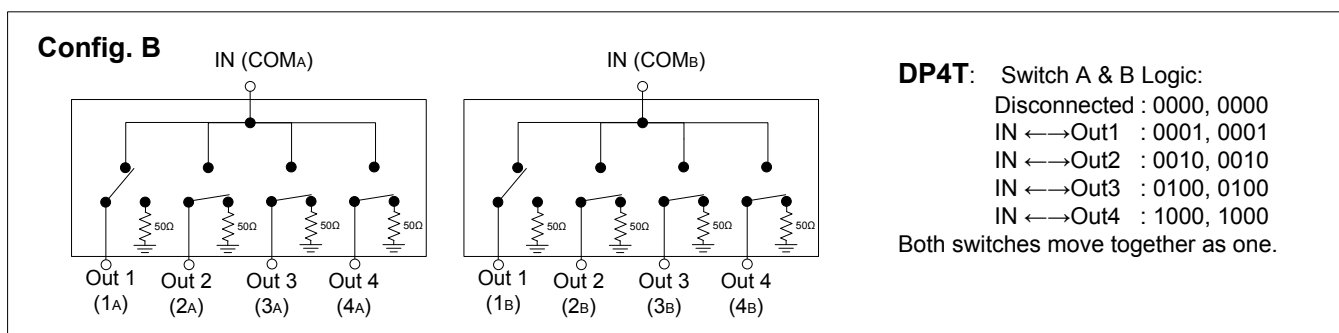 Config. B
IN (COMA)
50Ω 50Ω 50Ω 50Ω
Out 1 Out 2 Out 3 Out 4
(1A) (2A) (3A) (4A)
IN (COMB)
50Ω 50Ω 50Ω 50Ω
Out 1 Out 2 Out 3 Out 4
(1B) (2B) (3B) (4B)
DP4T: Switch A & B Logic:
Disconnected : 0000, 0000
IN ←→Out1 : 0001, 0001
IN ←→Out2 : 0010, 0010
IN ←→Out3 : 0100, 0100
IN ←→Out4 : 1000, 1000
Both switches move together as one.